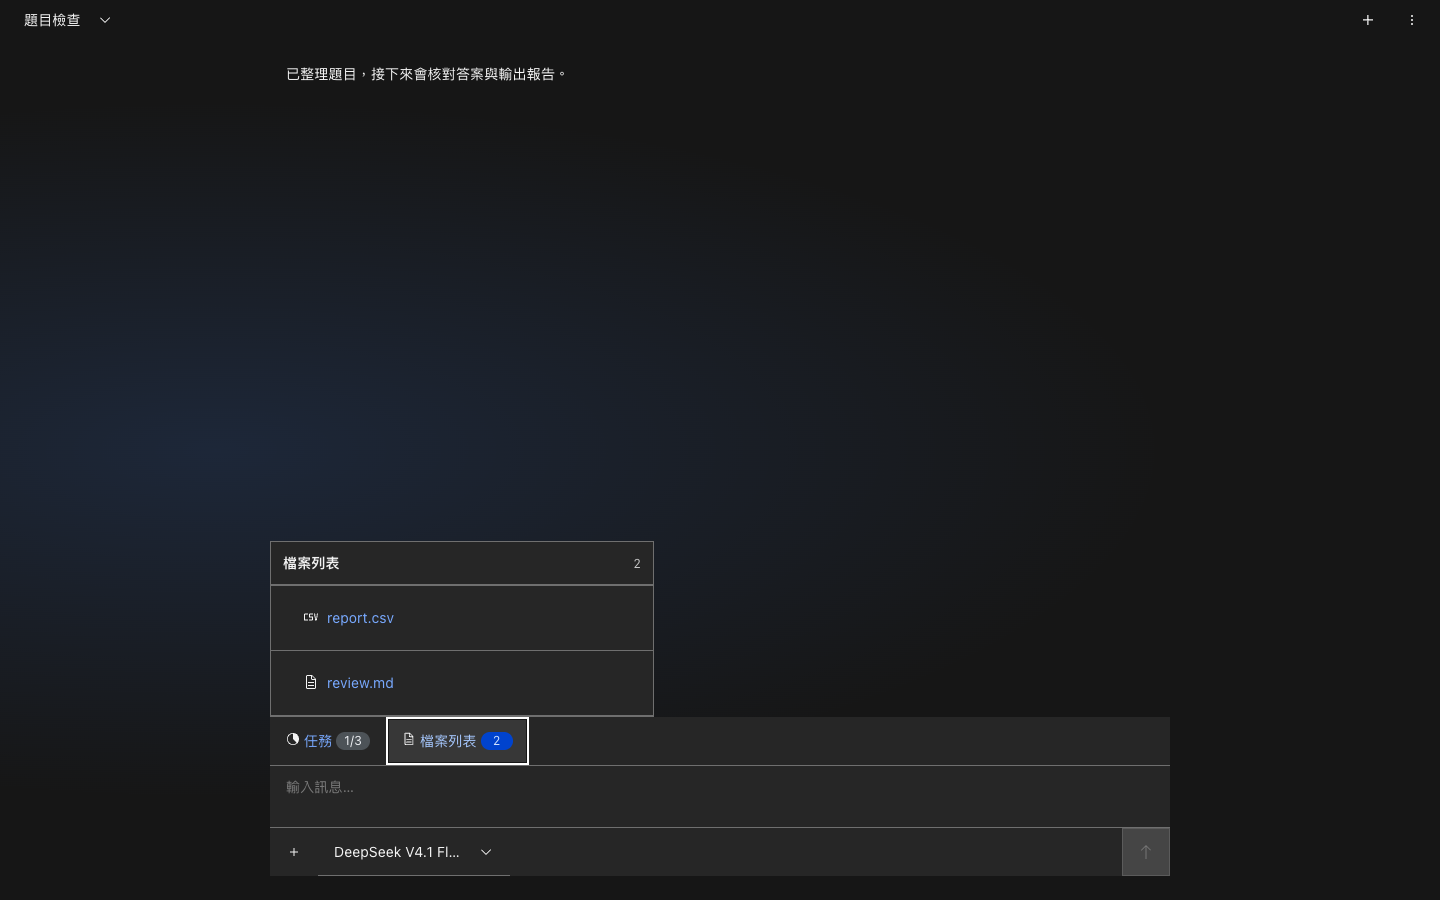 題目檢查
已整理題目，接下來會核對答案與輸出報告。
檔案列表 2
CSV report.csv
review.md
任務 1/3 檔案列表 2
輸入訊息...
DeepSeek V4.1 Fl...